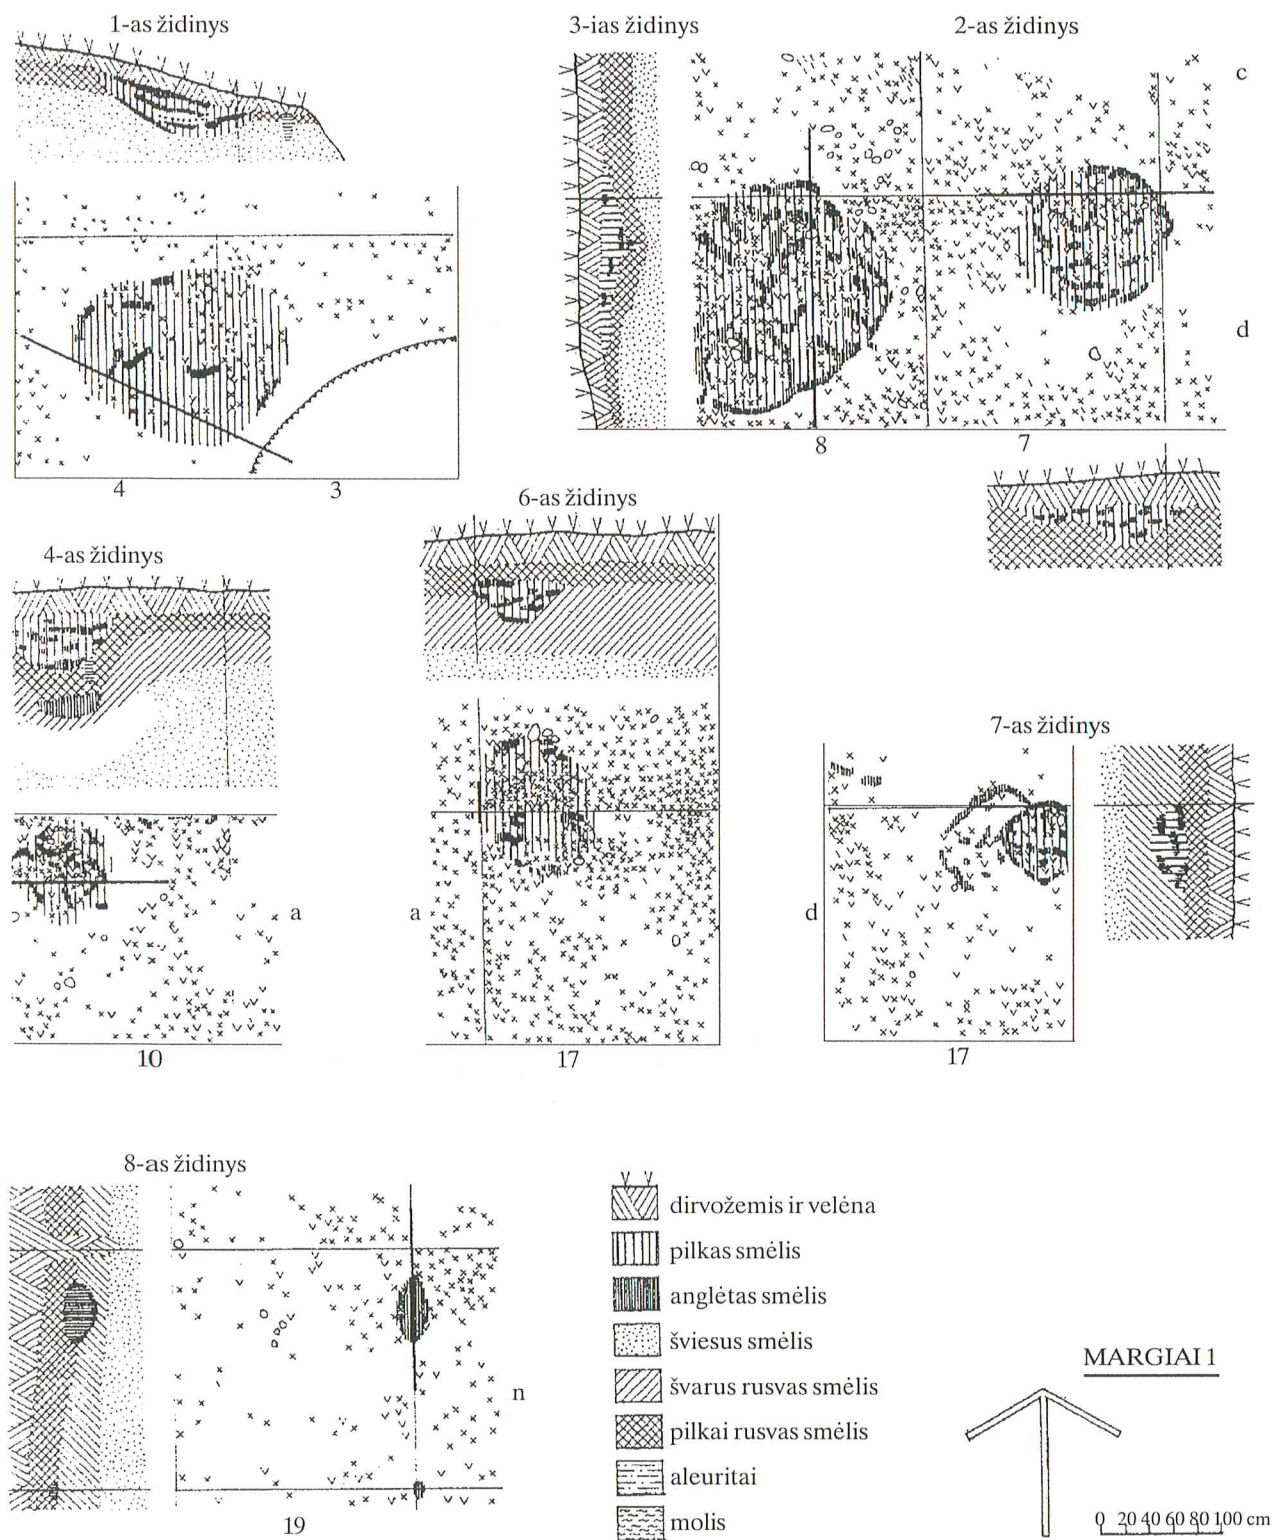 1-as židinys
3-ias židinys
2-as židinys
c
d
8
7
4
3
6-as židinys
4-as židinys
7-as židinys
a
a
d
10
17
17
8-as židinys
n
19
dirvožemis ir velėna
pilkas smėlis
anglėtas smėlis
šviesus smėlis
švarus rusvas smėlis
pilkai rusvas smėlis
aleuritai
molis
MARGIAI 1
0 20 40 60 80 100 cm